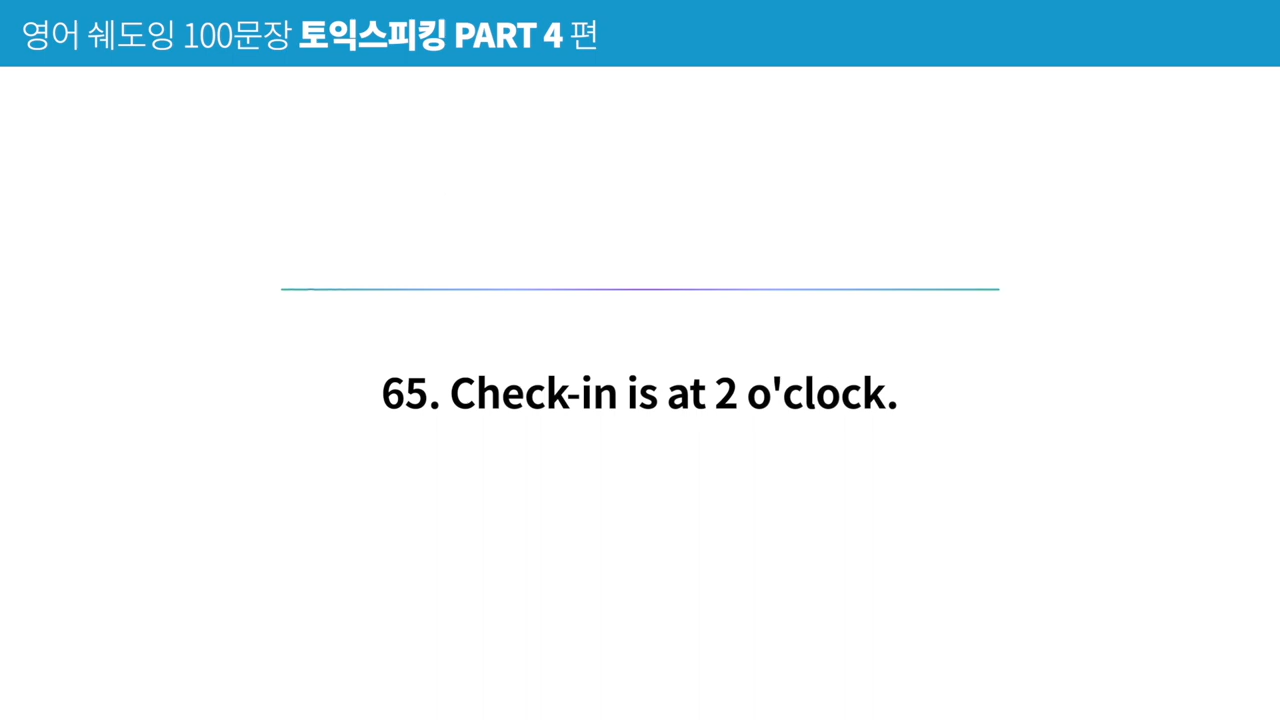 영어 쉐도잉 100문장 토익스피킹 PART 4 편
65. Check-in is at 2 o'clock.